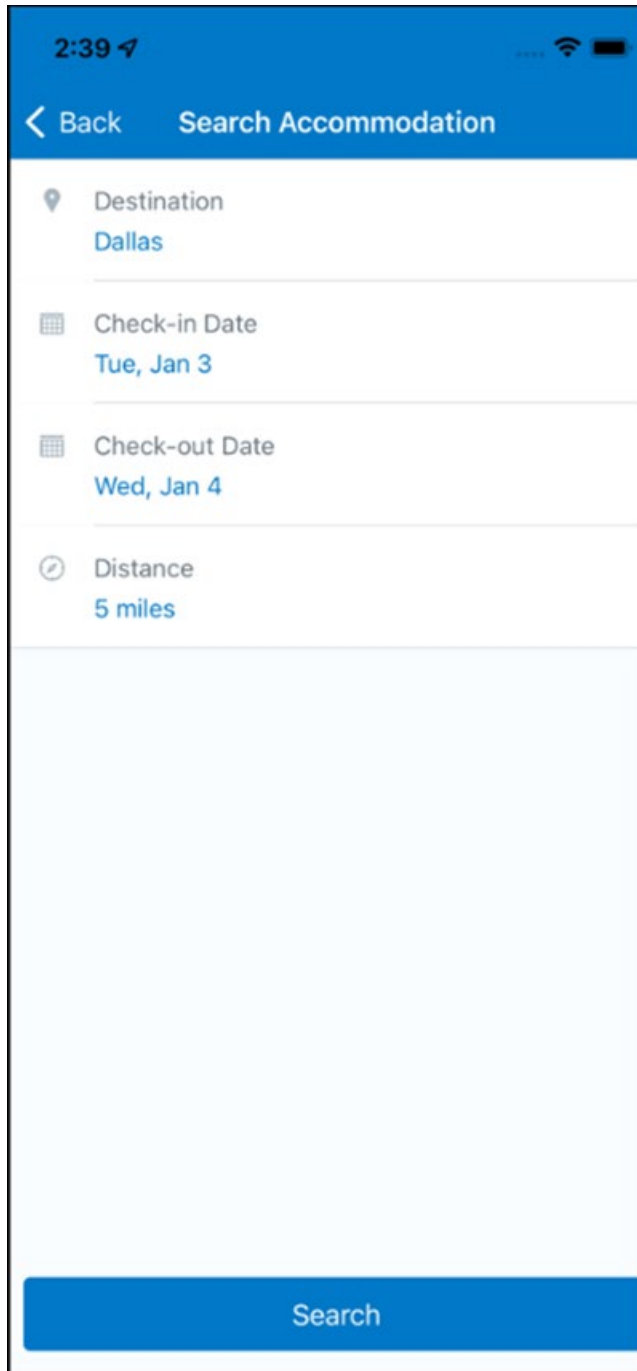 2:39
Back
Search Accommodation
Destination
Dallas
Check-in Date
Tue, Jan 3
Check-out Date
Wed, Jan 4
Distance
5 miles
Search